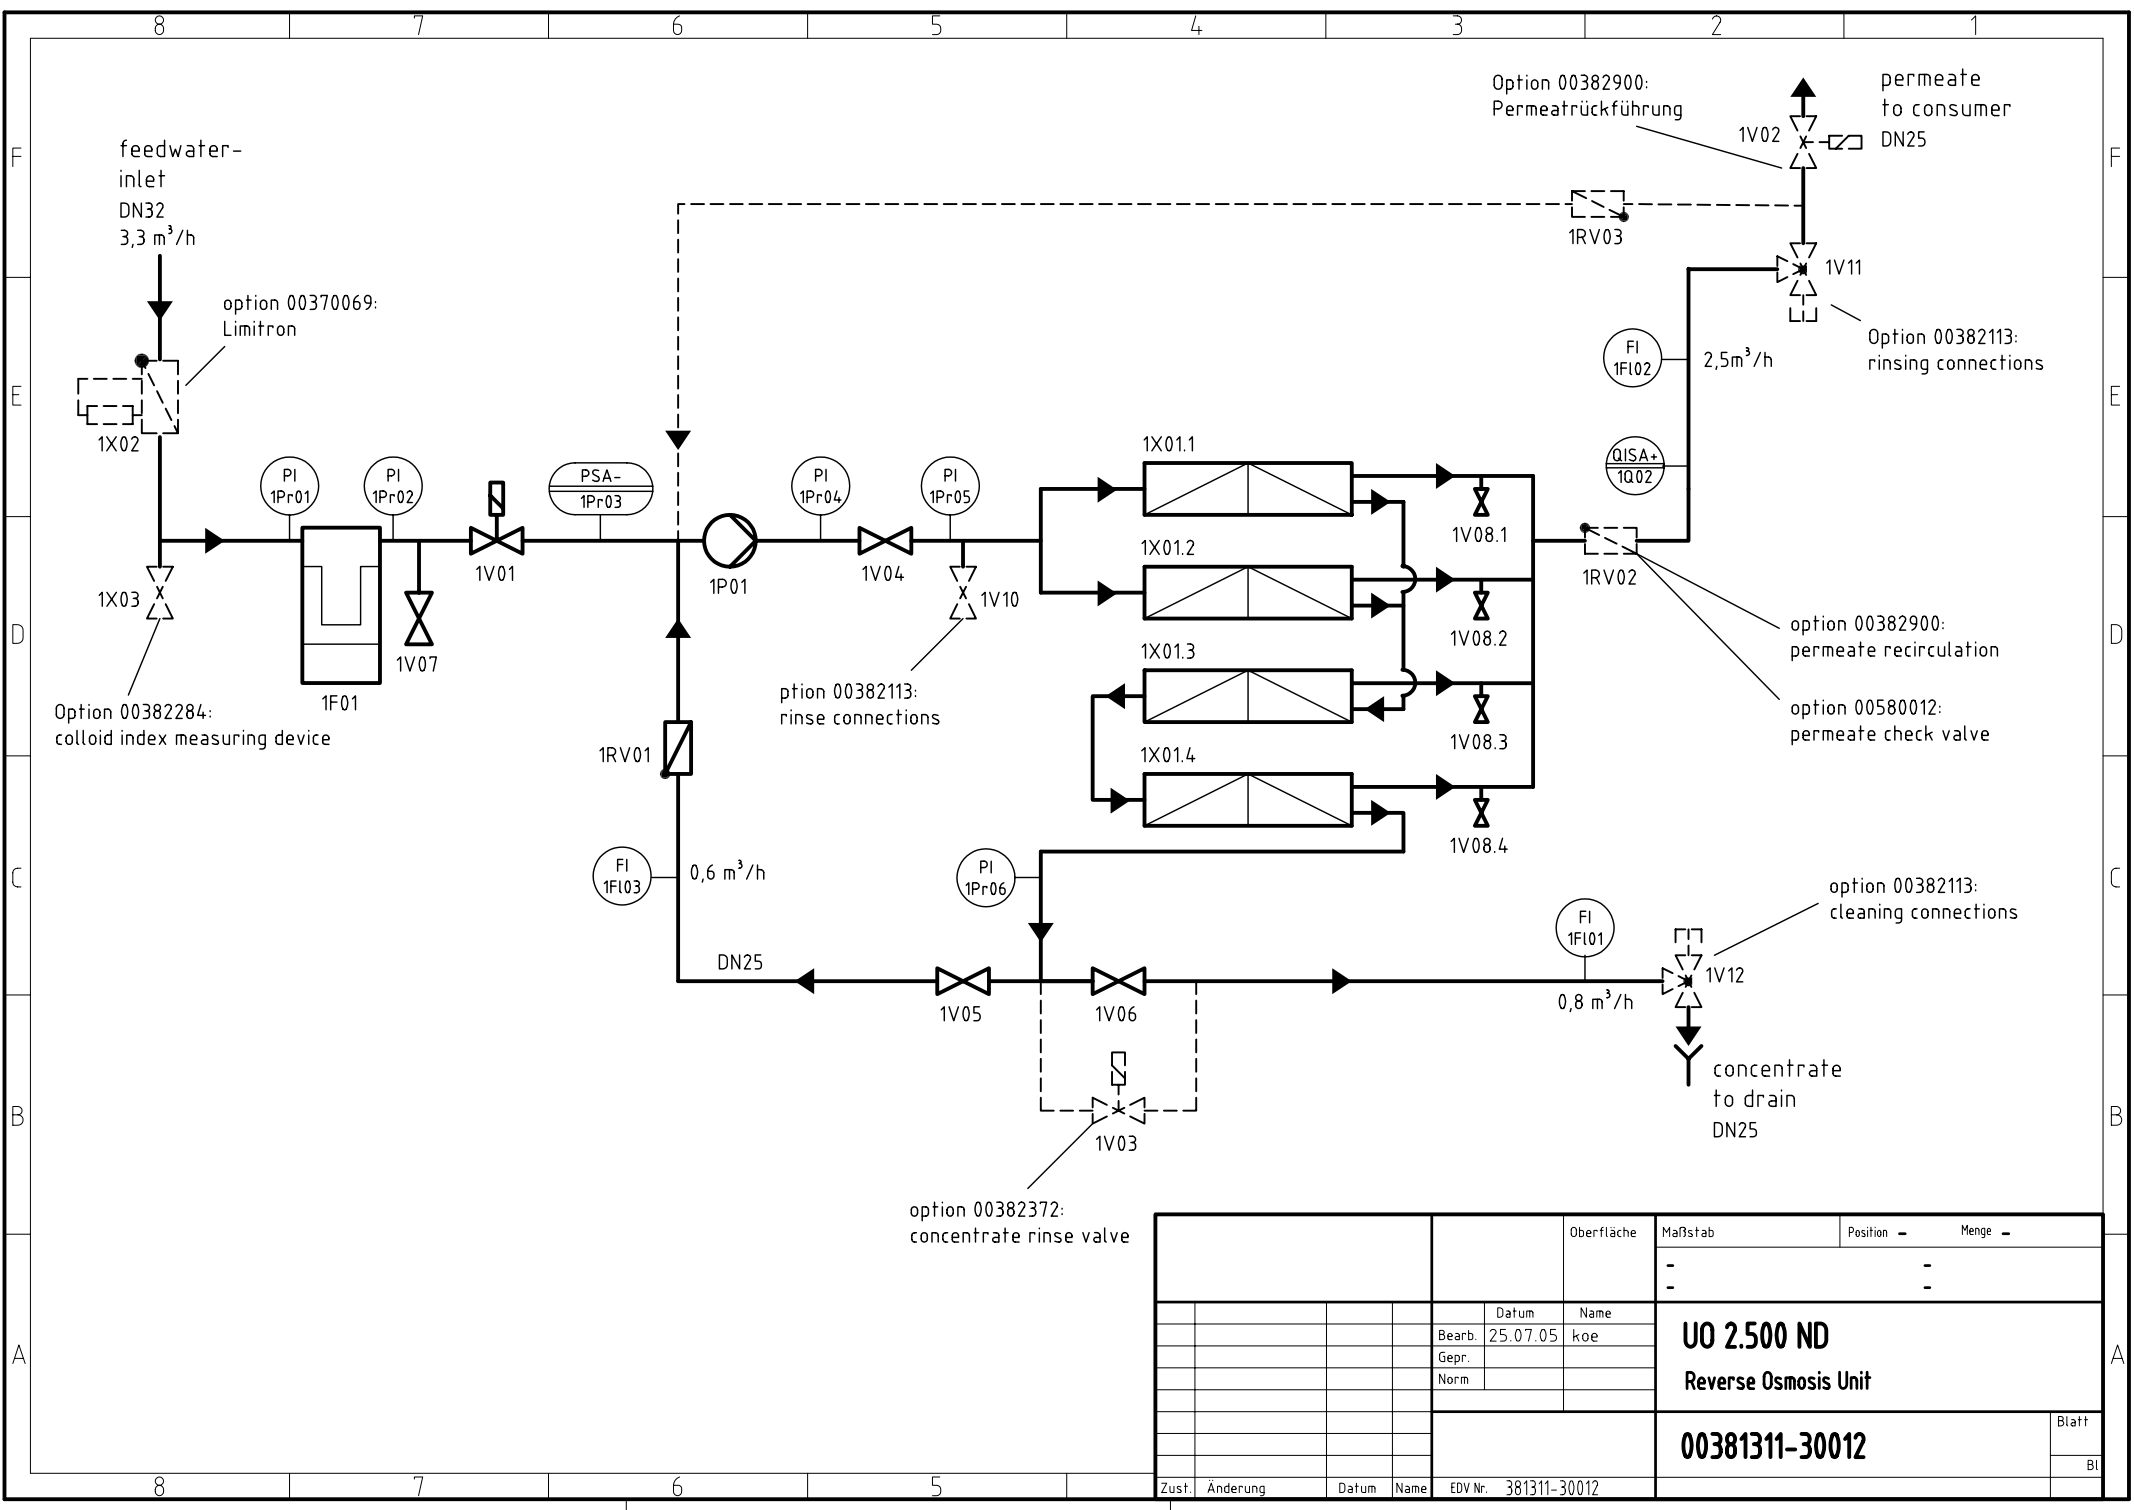 8 7 6 5 4 3 2 1
F
E
D
C
B
A
feedwater-
inlet
DN32
3,3 m³/h
option 00370069:
Limitron
1X02
1X03
Option 00382284:
colloid index measuring device
PI
1Pr01
1F01
PI
1Pr02
1V07
1V01
PSA-
1Pr03
1P01
PI
1Pr04
1V04
PI
1Pr05
1V10
ption 00382113:
rinse connections
1RV01
FI
1Fl03
0,6 m³/h
DN25
1V05
PI
1Pr06
1V06
1V03
option 00382372:
concentrate rinse valve
1X01.1
1X01.2
1X01.3
1X01.4
1V08.1
1V08.2
1V08.3
1V08.4
Option 00382900:
Permeatrückführung
1V02
permeate
to consumer
DN25
1RV03
1V11
Option 00382113:
rinsing connections
FI
1Fl02
2,5m³/h
QISA+
1Q02
1RV02
option 00382900:
permeate recirculation
option 00580012:
permeate check valve
option 00382113:
cleaning connections
FI
1Fl01
0,8 m³/h
1V12
concentrate
to drain
DN25
F
E
D
C
B
A
Oberfläche
Maßstab
Position -
Menge -
- -
- -
Datum Name
Bearb. 25.07.05 koe
Gepr.
Norm
UO 2.500 ND
Reverse Osmosis Unit
00381311-30012
Blatt
Bl
Zust. Änderung Datum Name
EDV Nr. 381311-30012
8 7 6 5